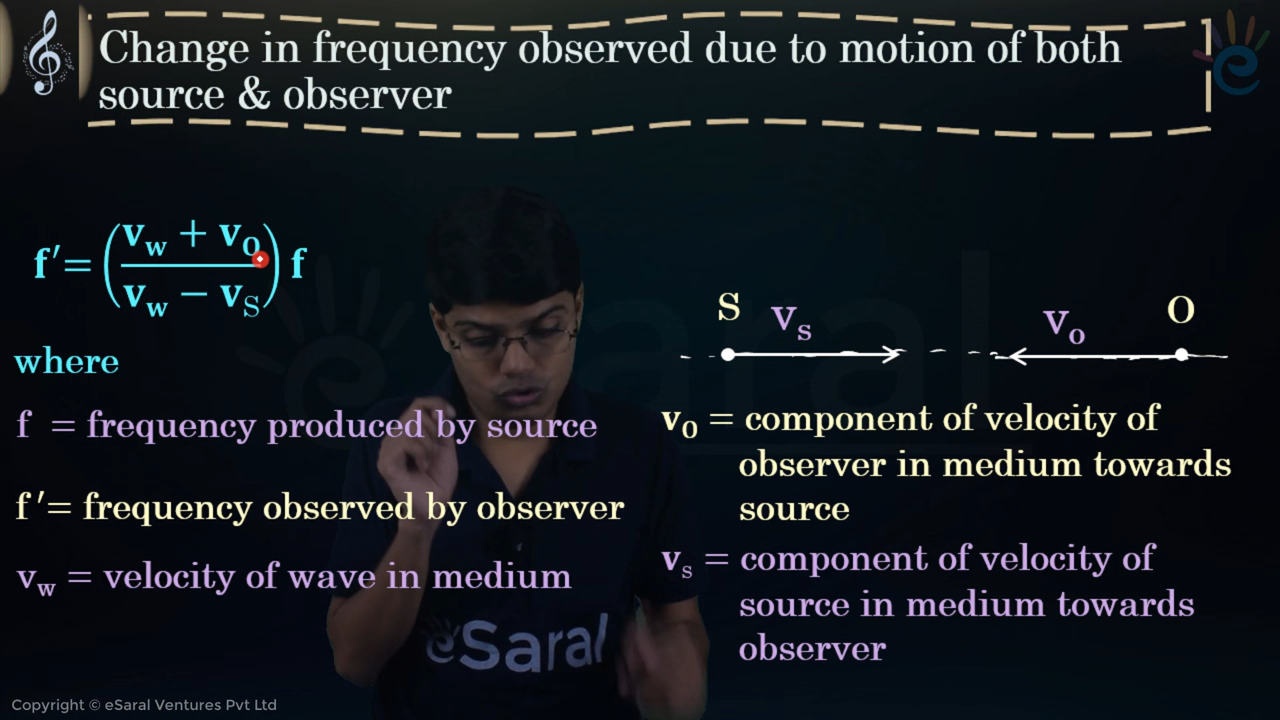 Change in frequency observed due to motion of both
source & observer
f′= (v_w + v_O / v_w − v_S) f
where
f = frequency produced by source
f′= frequency observed by observer
v_w = velocity of wave in medium
S v_s v_o O
v_O = component of velocity of
observer in medium towards
source
v_s = component of velocity of
source in medium towards
observer
eSaral
eSaral
Copyright © eSaral Ventures Pvt Ltd